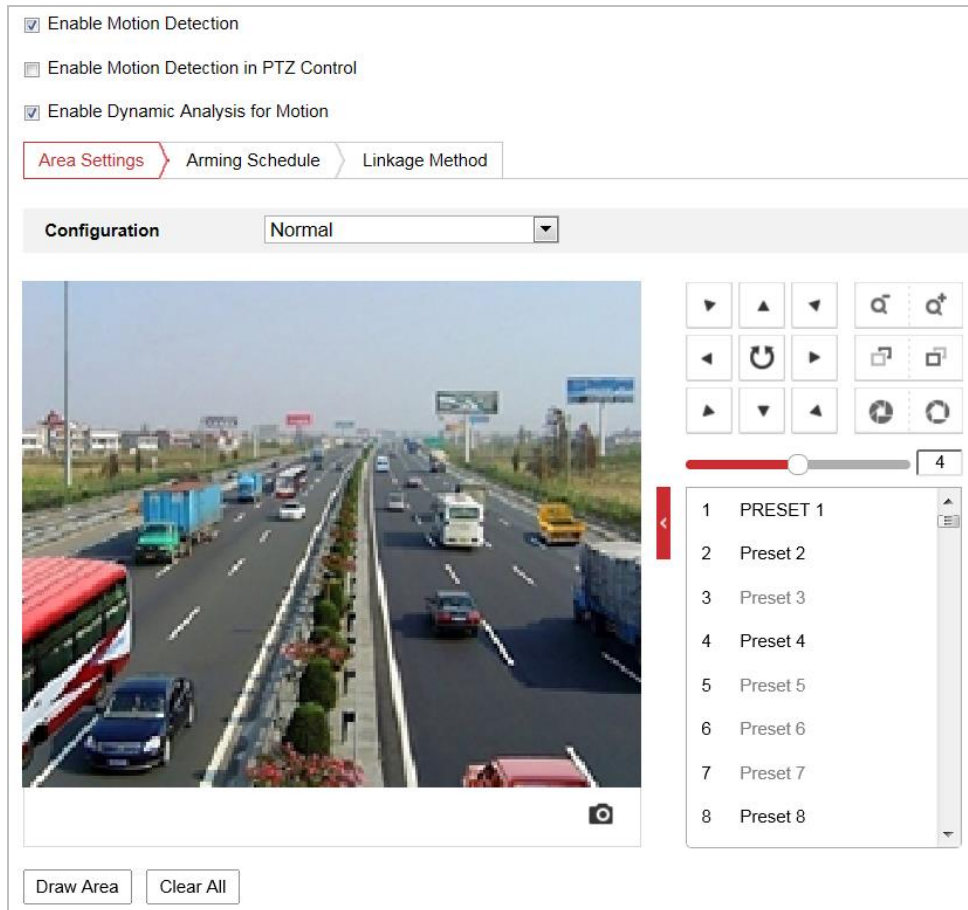 Enable Motion Detection
Enable Motion Detection in PTZ Control
Enable Dynamic Analysis for Motion
Area Settings Arming Schedule Linkage Method
Configuration Normal
4
1 PRESET 1
2 Preset 2
3 Preset 3
4 Preset 4
5 Preset 5
6 Preset 6
7 Preset 7
8 Preset 8
Draw Area Clear All